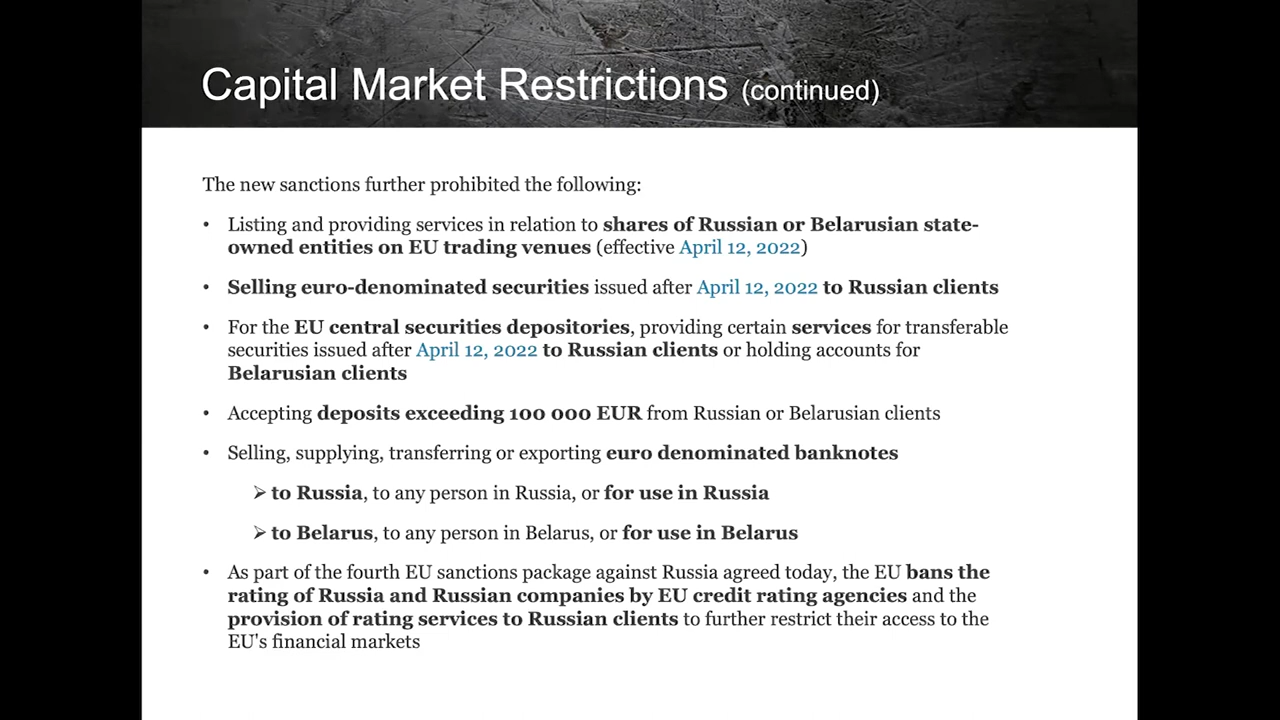 Capital Market Restrictions (continued)
The new sanctions further prohibited the following:
• Listing and providing services in relation to shares of Russian or Belarusian state-
owned entities on EU trading venues (effective April 12, 2022)
• Selling euro-denominated securities issued after April 12, 2022 to Russian clients
• For the EU central securities depositories, providing certain services for transferable
securities issued after April 12, 2022 to Russian clients or holding accounts for
Belarusian clients
• Accepting deposits exceeding 100 000 EUR from Russian or Belarusian clients
• Selling, supplying, transferring or exporting euro denominated banknotes
➢ to Russia, to any person in Russia, or for use in Russia
➢ to Belarus, to any person in Belarus, or for use in Belarus
• As part of the fourth EU sanctions package against Russia agreed today, the EU bans the
rating of Russia and Russian companies by EU credit rating agencies and the
provision of rating services to Russian clients to further restrict their access to the
EU's financial markets